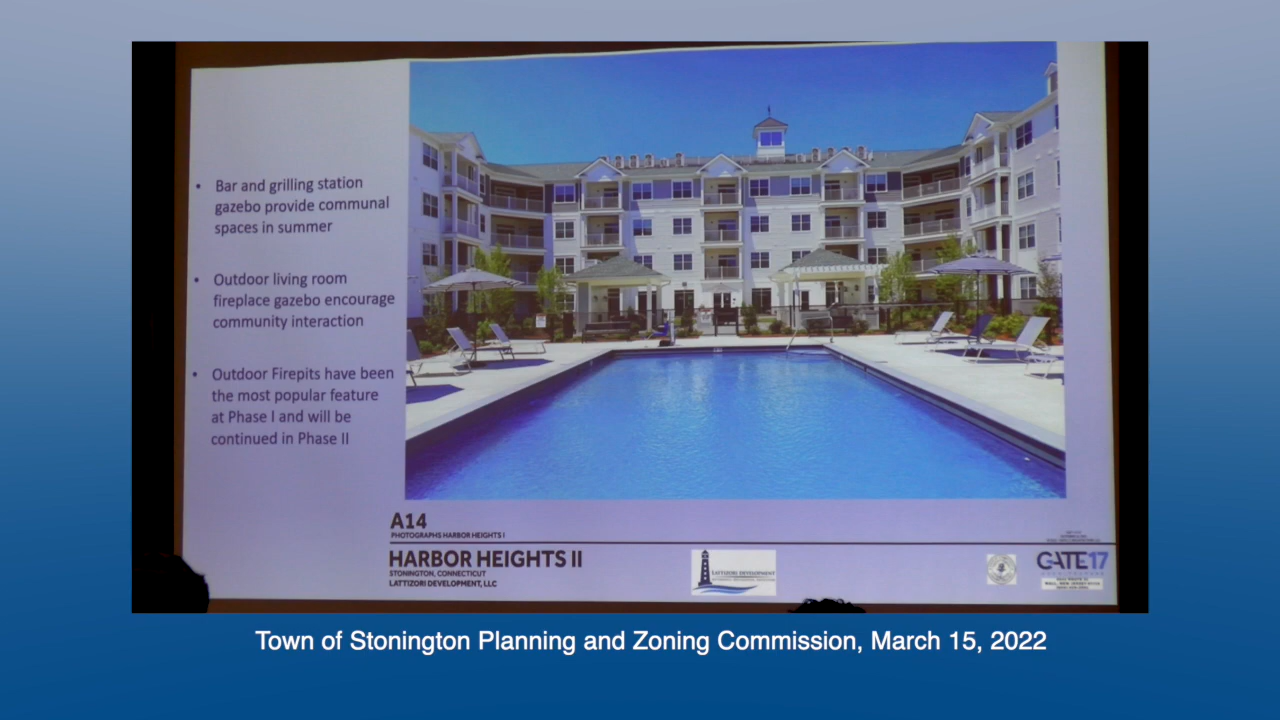 • Bar and grilling station
gazebo provide communal
spaces in summer
• Outdoor living room
fireplace gazebo encourage
community interaction
• Outdoor Firepits have been
the most popular feature
at Phase I and will be
continued in Phase II
A14
PHOTOGRAPHS HARBOR HEIGHTS I
HARBOR HEIGHTS II
STONINGTON, CONNECTICUT
LATTIZORI DEVELOPMENT, LLC
LATTIZORI DEVELOPMENT
GATE17
Town of Stonington Planning and Zoning Commission, March 15, 2022